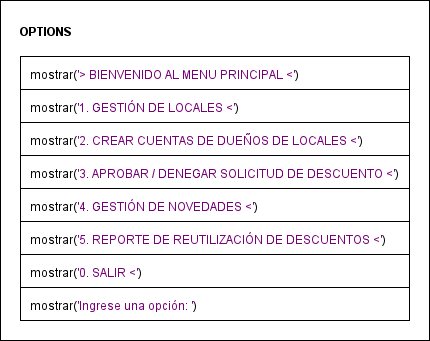 OPTIONS
mostrar('> BIENVENIDO AL MENU PRINCIPAL <')
mostrar('1. GESTIÓN DE LOCALES <')
mostrar('2. CREAR CUENTAS DE DUEÑOS DE LOCALES <')
mostrar('3. APROBAR / DENEGAR SOLICITUD DE DESCUENTO <')
mostrar('4. GESTIÓN DE NOVEDADES <')
mostrar('5. REPORTE DE REUTILIZACIÓN DE DESCUENTOS <')
mostrar('0. SALIR <')
mostrar('Ingrese una opción: ')